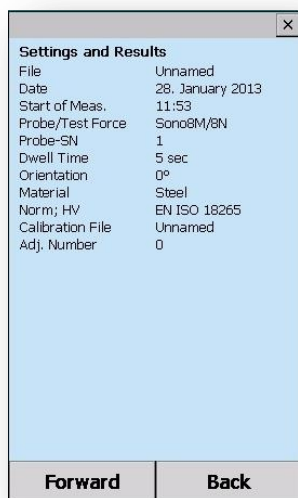 ×
Settings and Results
File Unnamed
Date 28. January 2013
Start of Meas. 11:53
Probe/Test Force Sono8M/8N
Probe-SN 1
Dwell Time 5 sec
Orientation 0°
Material Steel
Norm; HV EN ISO 18265
Calibration File Unnamed
Adj. Number 0
Forward Back